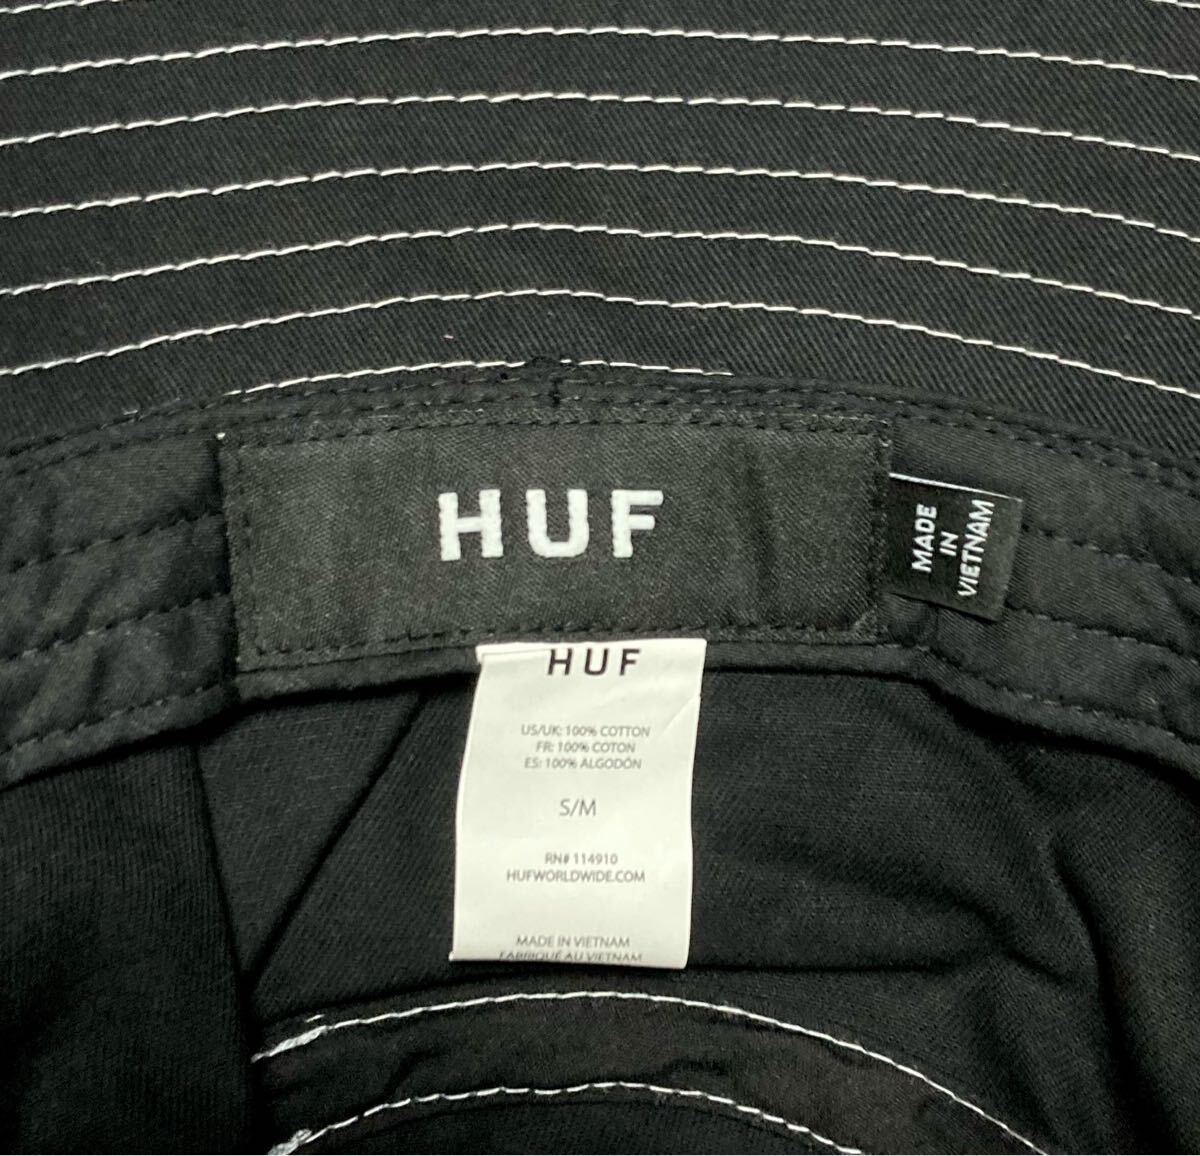 HUF
MADE
IN
VIETNAM
HUF
US/UK: 100% COTTON
FR: 100% COTON
ES: 100% ALGODÓN
S/M
RN# 114910
HUFWORLDWIDE.COM
MADE IN VIETNAM
FABRIQUÉ AU VIETNAM